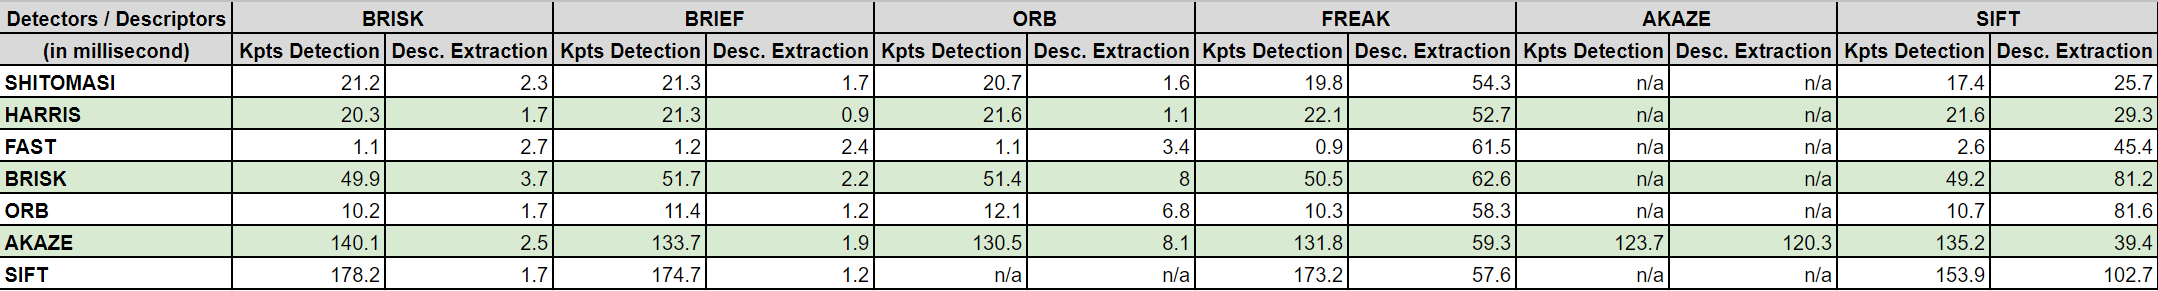 Detectors / Descriptors BRISK BRIEF ORB FREAK AKAZE SIFT
(in millisecond) Kpts Detection Desc. Extraction Kpts Detection Desc. Extraction Kpts Detection Desc. Extraction Kpts Detection Desc. Extraction Kpts Detection Desc. Extraction Kpts Detection Desc. Extraction
SHITOMASI 21.2 2.3 21.3 1.7 20.7 1.6 19.8 54.3 n/a n/a 17.4 25.7
HARRIS 20.3 1.7 21.3 0.9 21.6 1.1 22.1 52.7 n/a n/a 21.6 29.3
FAST 1.1 2.7 1.2 2.4 1.1 3.4 0.9 61.5 n/a n/a 2.6 45.4
BRISK 49.9 3.7 51.7 2.2 51.4 8 50.5 62.6 n/a n/a 49.2 81.2
ORB 10.2 1.7 11.4 1.2 12.1 6.8 10.3 58.3 n/a n/a 10.7 81.6
AKAZE 140.1 2.5 133.7 1.9 130.5 8.1 131.8 59.3 123.7 120.3 135.2 39.4
SIFT 178.2 1.7 174.7 1.2 n/a n/a 173.2 57.6 n/a n/a 153.9 102.7